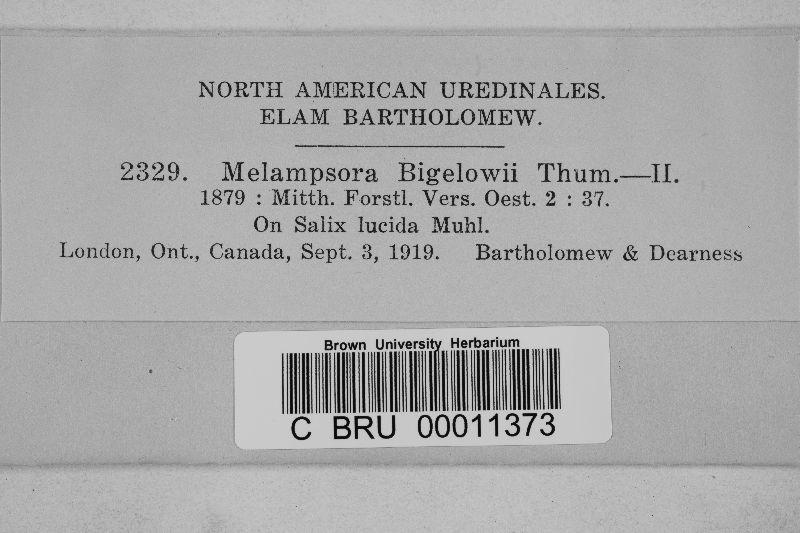 NORTH AMERICAN UREDINALES.
ELAM BARTHOLOMEW.
2329. Melampsora Bigelowii Thum.—II.
1879 : Mitth. Forstl. Vers. Oest. 2 : 37.
On Salix lucida Muhl.
London, Ont., Canada, Sept. 3, 1919. Bartholomew & Dearness
Brown University Herbarium
C BRU 00011373